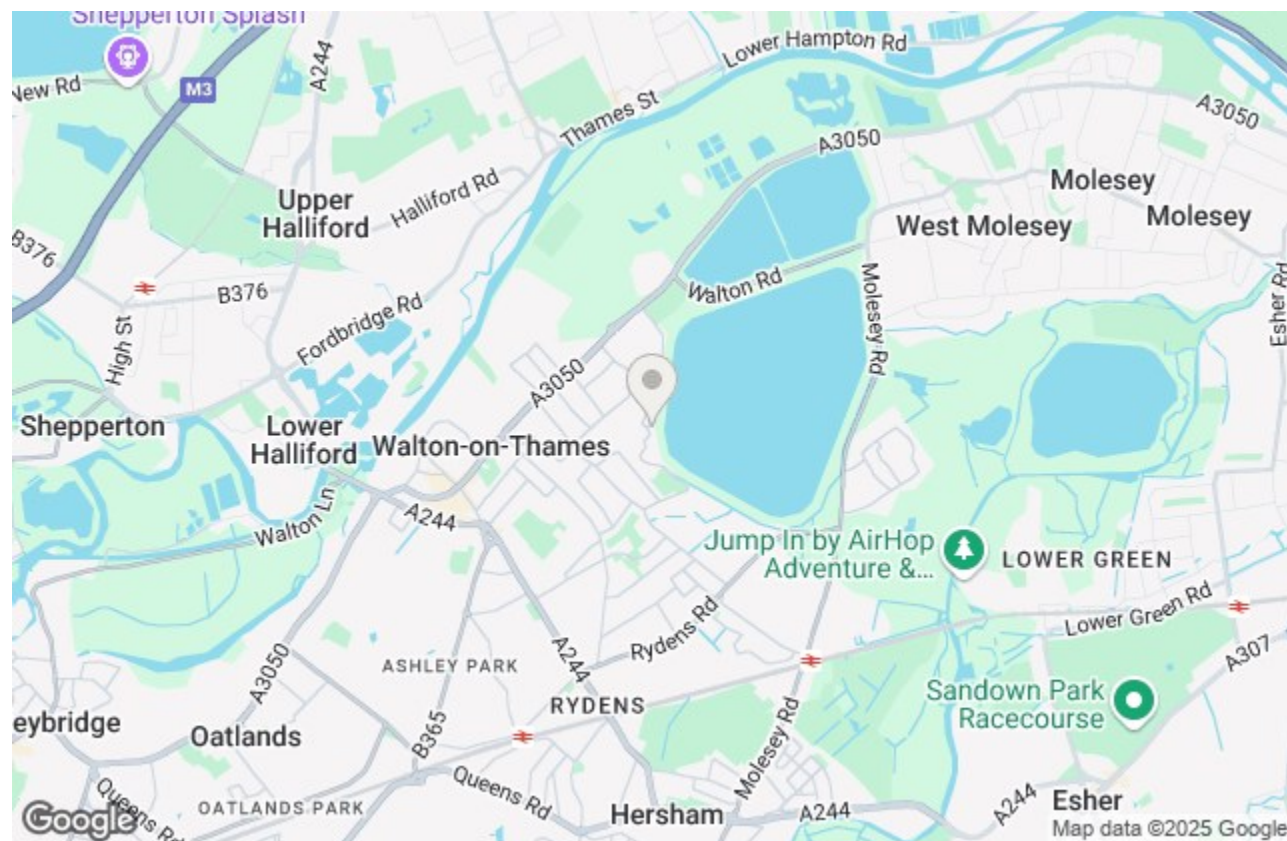 Shepperton Splash
New Rd
M3
A244
Lower Hampton Rd
Thames St
A3050
A3050
Upper
Halliford
Halliford Rd
Molesey
West Molesey
Molesey
B376
B376
Walton Rd
Molesey Rd
Esher Rd
High St
Fordbridge Rd
A3050
Shepperton
Lower
Halliford
Walton-on-Thames
Walton Ln
A244
Jump In by AirHop
Adventure &...
LOWER GREEN
Lower Green Rd
Rydens Rd
A244
A3050
ASHLEY PARK
A307
Sandown Park
Racecourse
RYDENS
eybridge
Oatlands
B365
Molesey Rd
Queens Rd
Queens Rd
OATLANDS PARK
Hersham
A244
A244
Esher
Google
Map data ©2025 Google